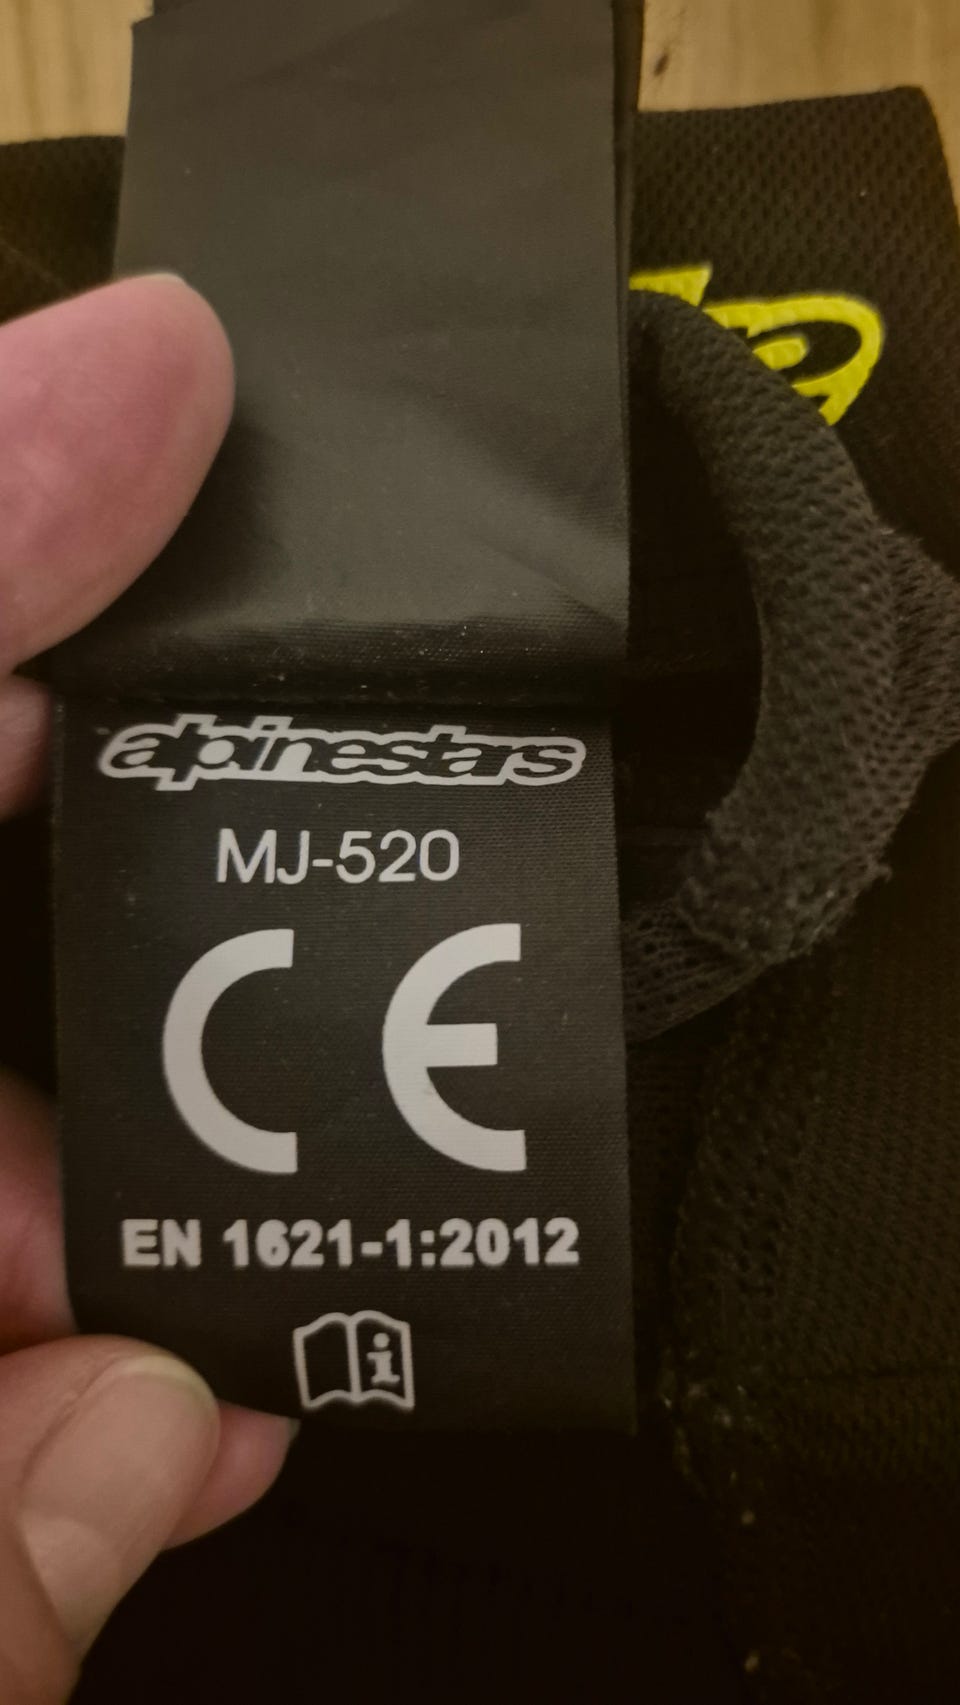 alpinestars
MJ-520
CE
EN 1621-1:2012
i